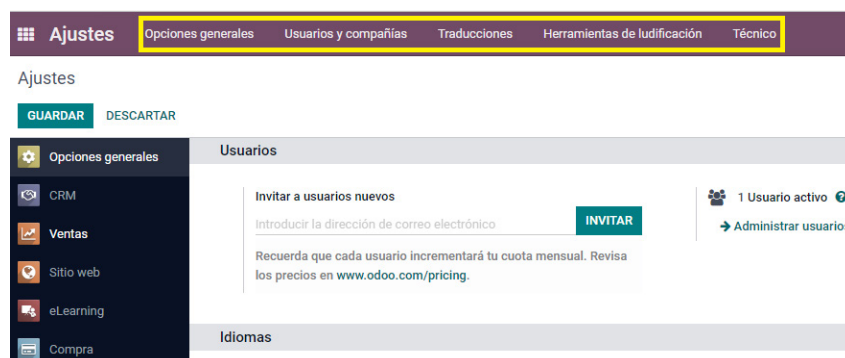 Ajustes Opciones generales Usuarios y compañías Traducciones Herramientas de ludificación Técnico
Ajustes
GUARDAR DESCARTAR
Opciones generales
CRM
Ventas
Sitio web
eLearning
Compra
Usuarios
Invitar a usuarios nuevos
Introducir la dirección de correo electrónico INVITAR
Recuerda que cada usuario incrementará tu cuota mensual. Revisa
los precios en www.odoo.com/pricing.
1 Usuario activo
Administrar usuario
Idiomas